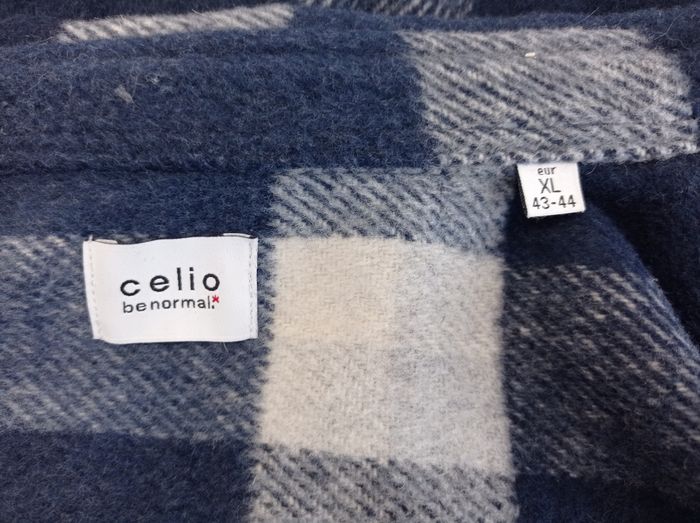 celio
be normal.*
eur
XL
43-44